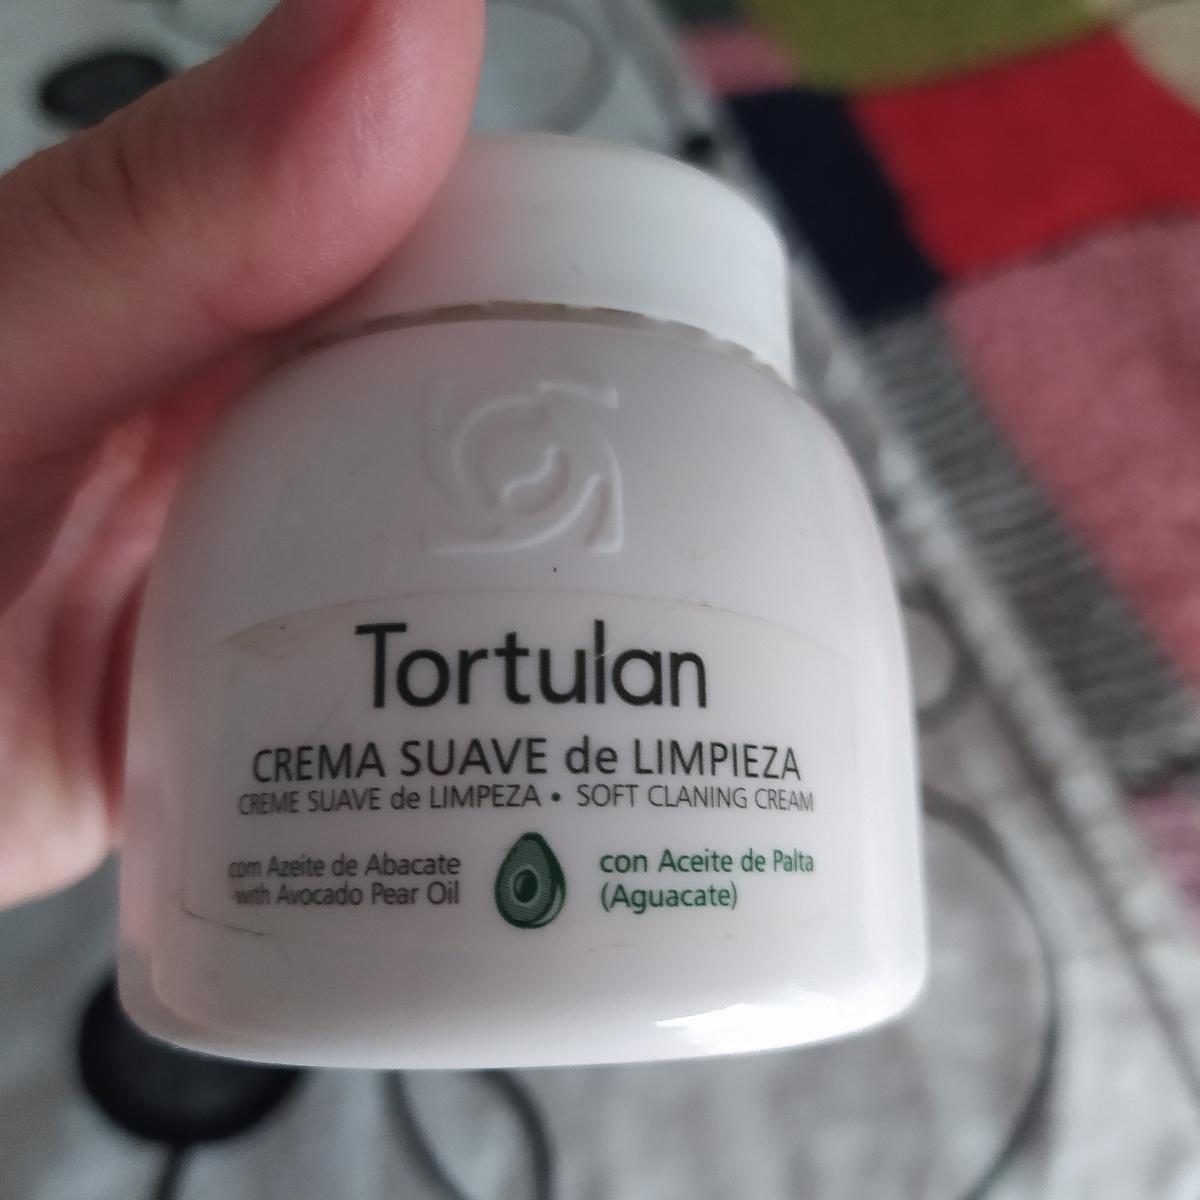 Tortulan
CREMA SUAVE de LIMPIEZA
CREME SUAVE de LIMPEZA • SOFT CLANING CREAM
com Azeite de Abacate
with Avocado Pear Oil
con Aceite de Palta
(Aguacate)